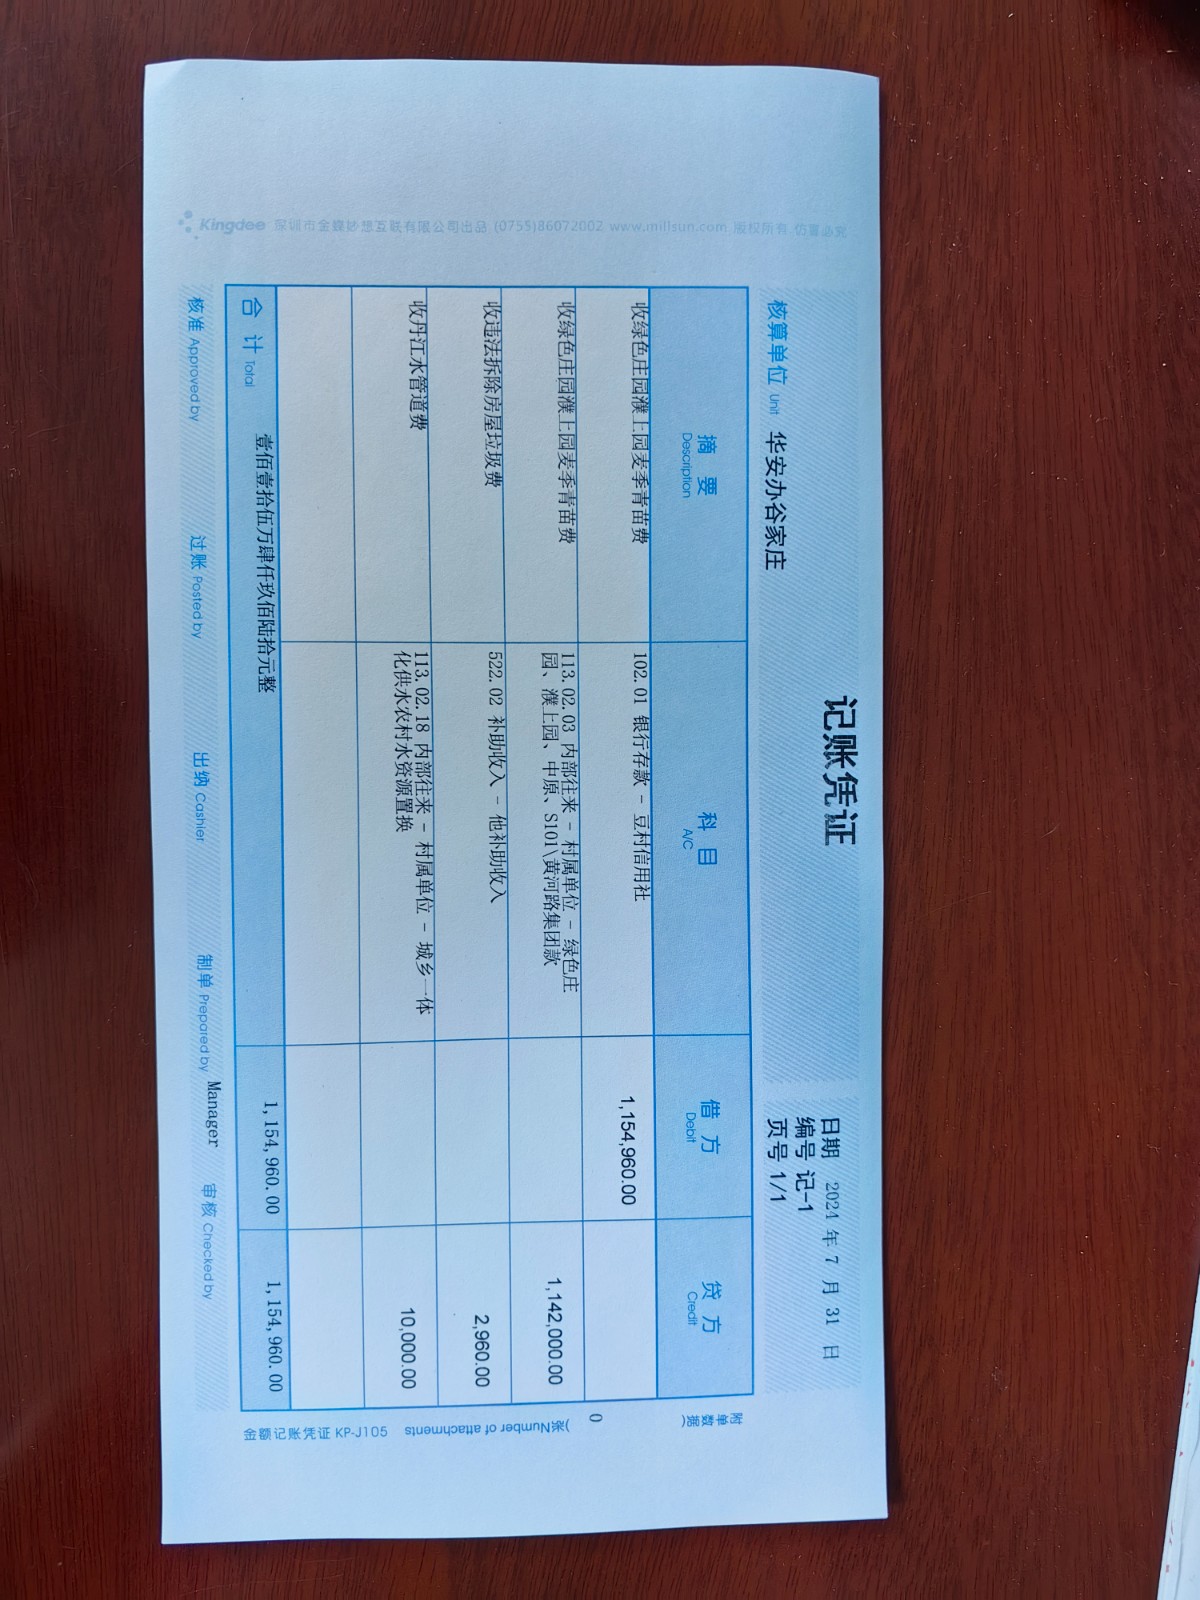 记账凭证
日期 2024 年 7 月 31 日
编号 记-1
核算单位 Unit 华安办谷家庄
页号 1/1
摘 要 科 目 借 方 贷 方
Description A/C Debit Credit
收绿色庄园濮上园麦季青苗费 102.01 银行存款 - 豆村信用社 1,154,960.00
收绿色庄园濮上园麦季青苗费 113.02.03 内部往来 - 村属单位 - 绿色庄 1,142,000.00
园、濮上园、中原、S101\黄河路集团款
收违法拆除房屋垃圾费 522.02 补助收入 - 他补助收入 2,960.00
收丹江水管道费 113.02.18 内部往来 - 村属单位 - 城乡一体 10,000.00
化供水农村水资源置换
合 计 Total 壹佰壹拾伍万肆仟玖佰陆拾元整 1,154,960.00 1,154,960.00
核准 Approved by 过账 Posted by 出纳 Cashier 制单 Prepared by Manager 审核 Checked by
附单数据(
0
)张Number of attachments
金额记账凭证 KP-J105
Kingdee 深圳市金蝶妙想互联有限公司出品 (0755)86072002 www.millsun.com 版权所有 仿冒必究